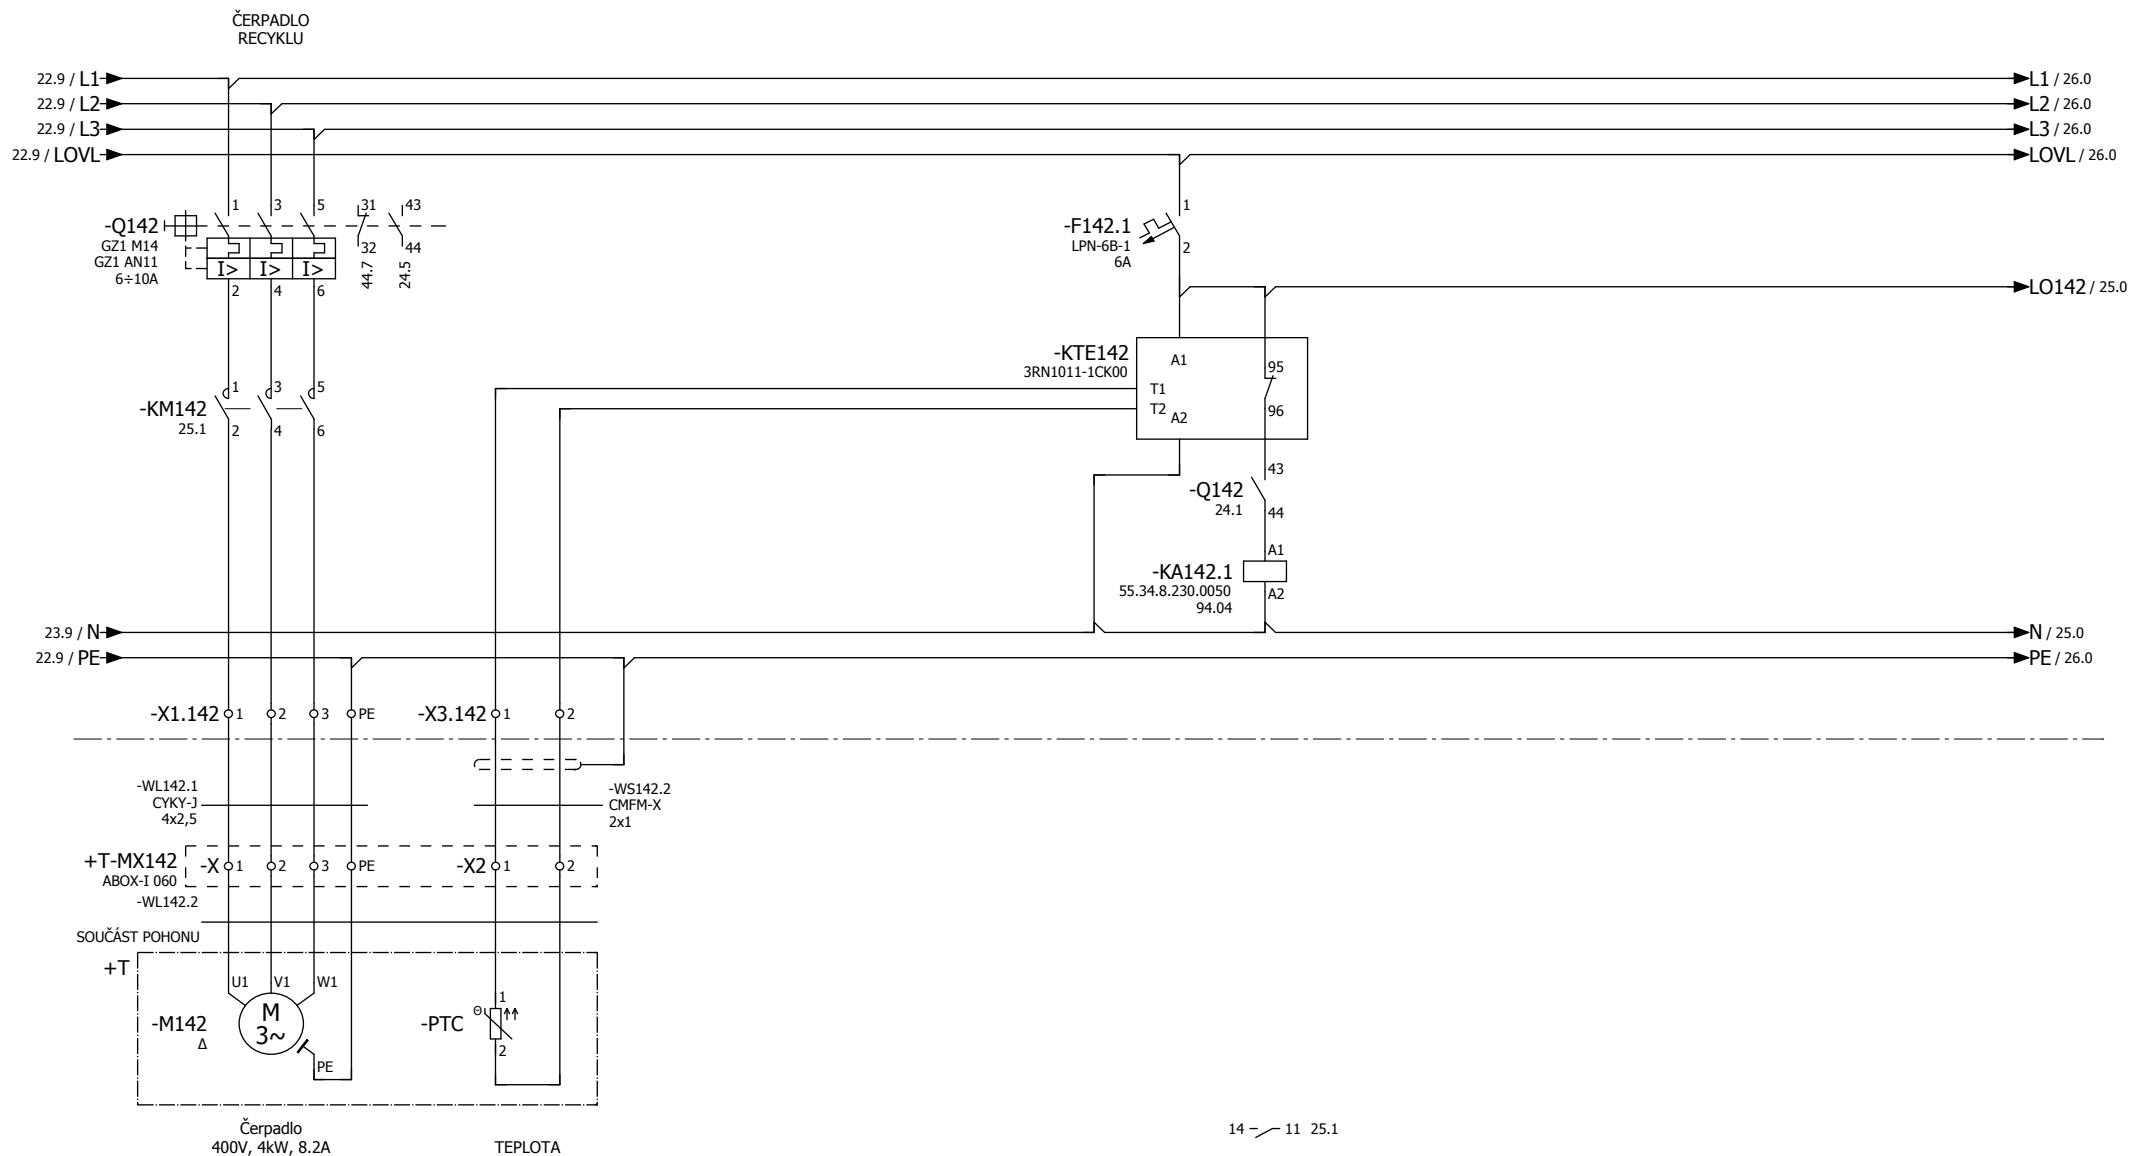 ČERPADLO
RECYKLU
22.9 / L1
L1 / 26.0
22.9 / L2
L2 / 26.0
22.9 / L3
L3 / 26.0
22.9 / LOVL
LOVL / 26.0
-Q142
GZ1 M14
GZ1 AN11
6÷10A
1
3
5
31
43
I>
I>
I>
2
4
6
32
44
44.7
24.5
-F142.1
LPN-6B-1
6A
1
2
LO142 / 25.0
-KTE142
3RN1011-1CK00
A1
T1
T2
A2
95
96
-KM142
25.1
1
3
5
2
4
6
-Q142
24.1
43
44
-KA142.1
55.34.8.230.0050
94.04
A1
A2
23.9 / N
N / 25.0
22.9 / PE
PE / 26.0
-X1.142
1
2
3
PE
-X3.142
1
2
-WL142.1
CYKY-J
4x2,5
-WS142.2
CMFM-X
2x1
+T-MX142
ABOX-I 060
-X
1
2
3
PE
-X2
1
2
-WL142.2
SOUČÁST POHONU
+T
U1
V1
W1
-M142
Δ
M
3~
PE
-PTC
Θ
1
2
Čerpadlo
400V, 4kW, 8.2A
TEPLOTA
14
11 25.1